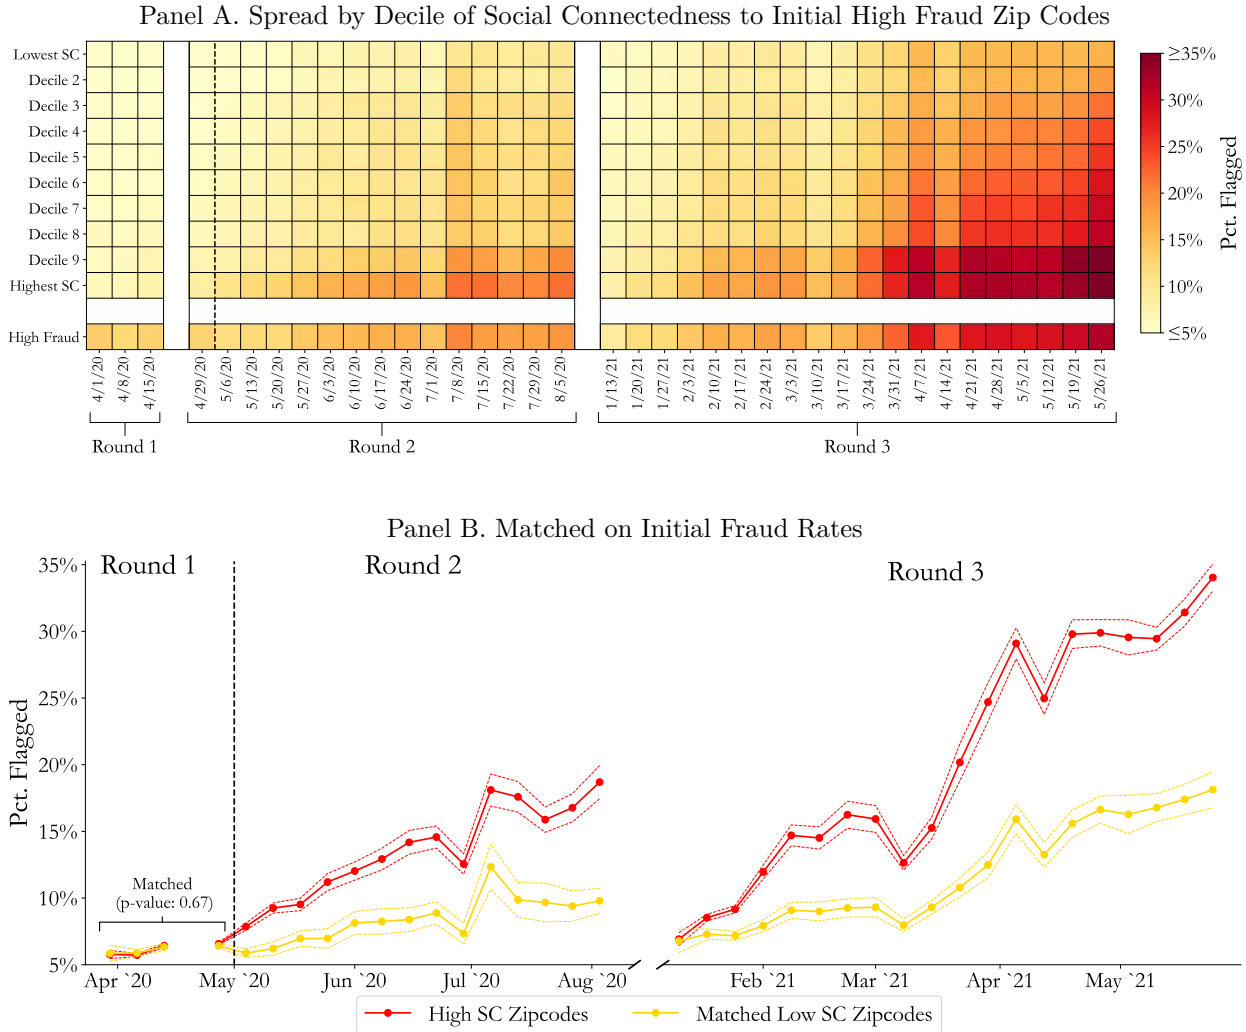 Panel A. Spread by Decile of Social Connectedness to Initial High Fraud Zip Codes
Lowest SC
Decile 2
Decile 3
Decile 4
Decile 5
Decile 6
Decile 7
Decile 8
Decile 9
Highest SC
High Fraud
≥35%
30%
25%
20%
15%
10%
≤5%
Pct. Flagged
4/1/20
4/8/20
4/15/20
4/29/20
5/6/20
5/13/20
5/20/20
5/27/20
6/3/20
6/10/20
6/17/20
6/24/20
7/1/20
7/8/20
7/15/20
7/22/20
7/29/20
8/5/20
1/13/21
1/20/21
1/27/21
2/3/21
2/10/21
2/17/21
2/24/21
3/3/21
3/10/21
3/17/21
3/24/21
3/31/21
4/7/21
4/14/21
4/21/21
4/28/21
5/5/21
5/12/21
5/19/21
5/26/21
Round 1
Round 2
Round 3
Panel B. Matched on Initial Fraud Rates
Round 1
Round 2
Round 3
35%
30%
25%
20%
15%
10%
5%
Pct. Flagged
Matched
(p-value: 0.67)
Apr `20
May `20
Jun `20
Jul `20
Aug `20
Feb `21
Mar `21
Apr `21
May `21
High SC Zipcodes
Matched Low SC Zipcodes